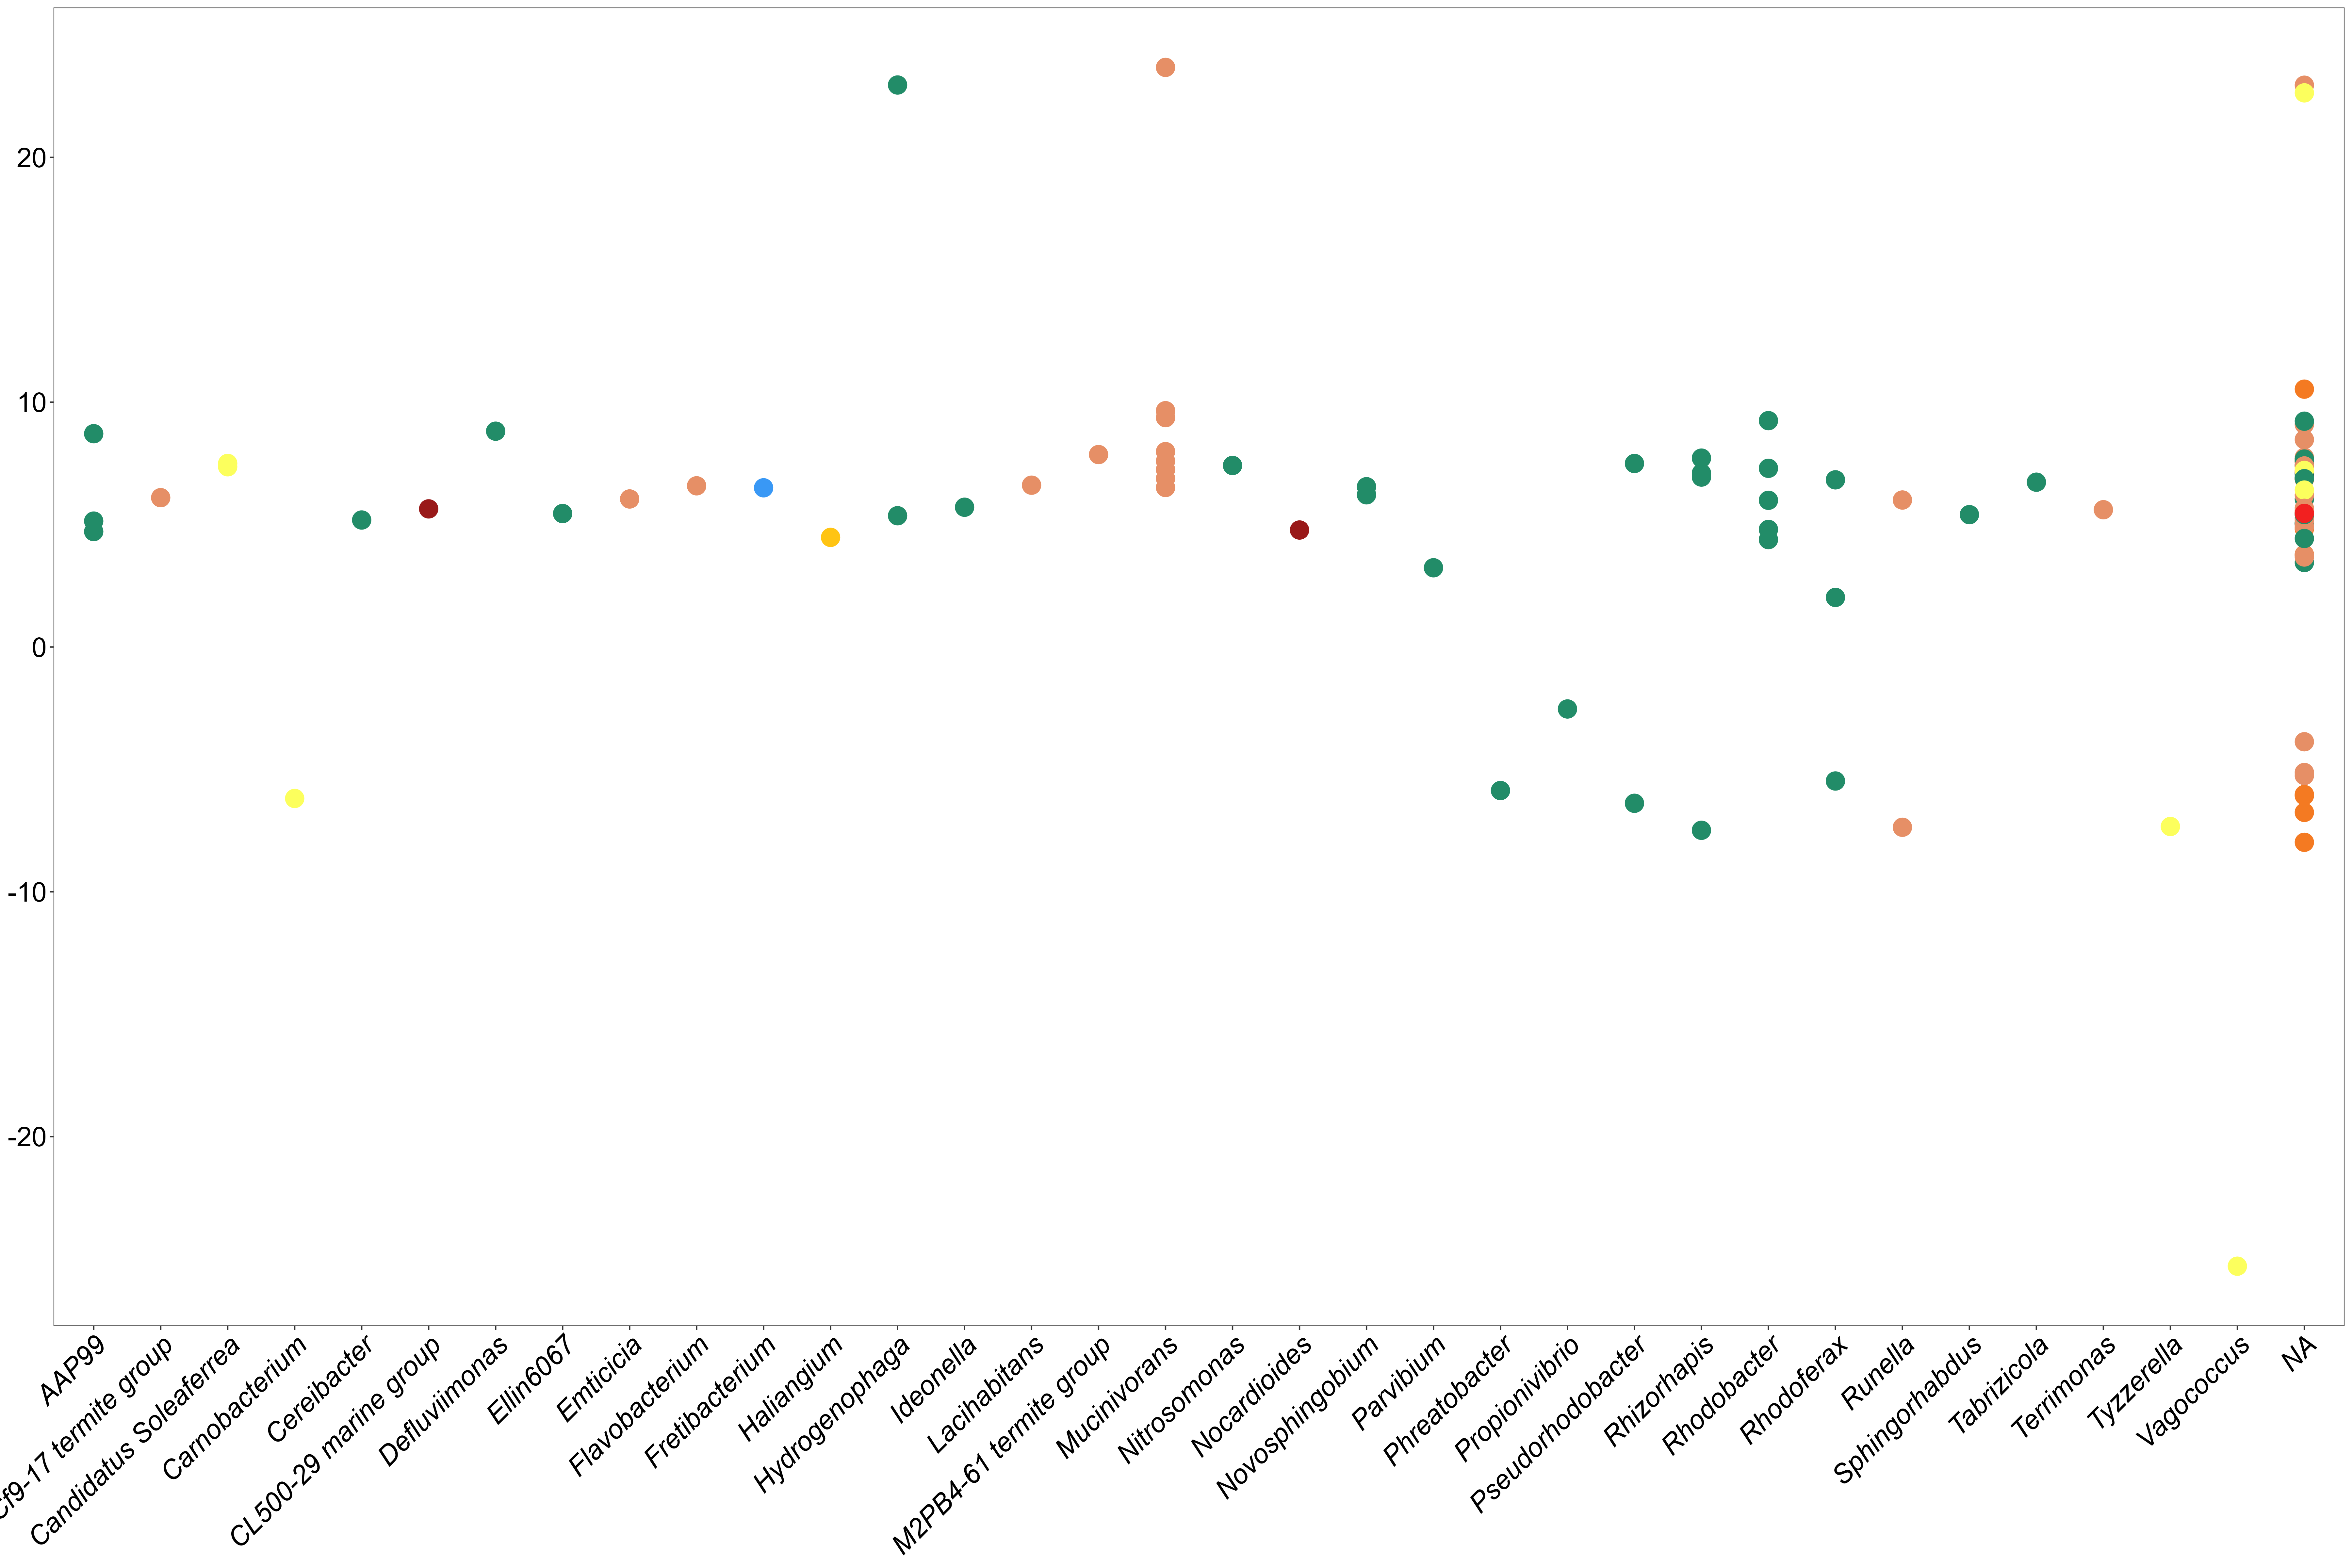 20
10
0
-10
-20
AAP99
termite group
Candidatus Soleaferrea
Carnobacterium
Cereibacter
CL500-29 marine group
Defluviimonas
Ellin6067
Emticicia
Flavobacterium
Fretibacterium
Haliangium
Hydrogenophaga
Ideonella
Lacihabitans
M2PB4-61 termite group
Mucinivorans
Nitrosomonas
Nocardioides
Novosphingobium
Parvibium
Phreatobacter
Propionivibrio
Pseudorhodobacter
Rhizorhapis
Rhodobacter
Rhodoferax
Runella
Sphingorhabdus
Tabrizicola
Terrimonas
Tyzzerella
Vagococcus
NA